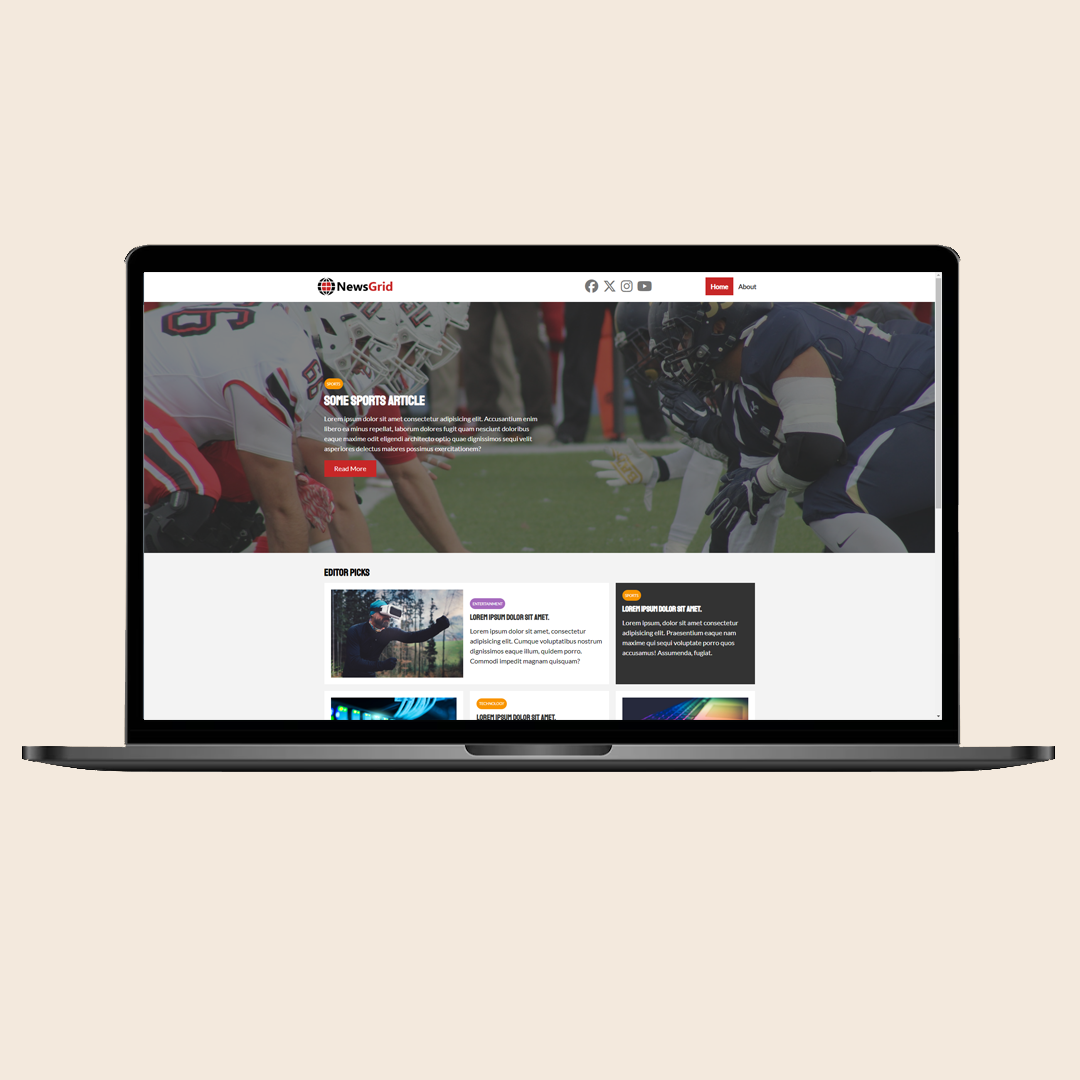 NewsGrid
Home About
SPORTS
SOME SPORTS ARTICLE
Lorem ipsum dolor sit amet consectetur adipisicing elit. Accusantium enim
libero ea minus repellat, laborum dolores fugit quam nesciunt doloribus
eaque maxime odit eligendi architecto optio quae dignissimos sequi velit
asperiores delectus maiores possimus exercitationem?
Read More
EDITOR PICKS
ENTERTAINMENT
LOREM IPSUM DOLOR SIT AMET.
Lorem ipsum dolor sit amet, consectetur
adipisicing elit. Cumque voluptatibus nostrum
dignissimos eaque illum, quidem porro.
Commodi impedit magnam quisquam?
SPORTS
LOREM IPSUM DOLOR SIT AMET.
Lorem ipsum, dolor sit amet consectetur
adipisicing elit. Praesentium eaque nam
maxime qui sequi voluptate porro quos
accusamus! Assumenda, fugiat.
TECHNOLOGY
LOREM IPSUM DOLOR SIT AMET.